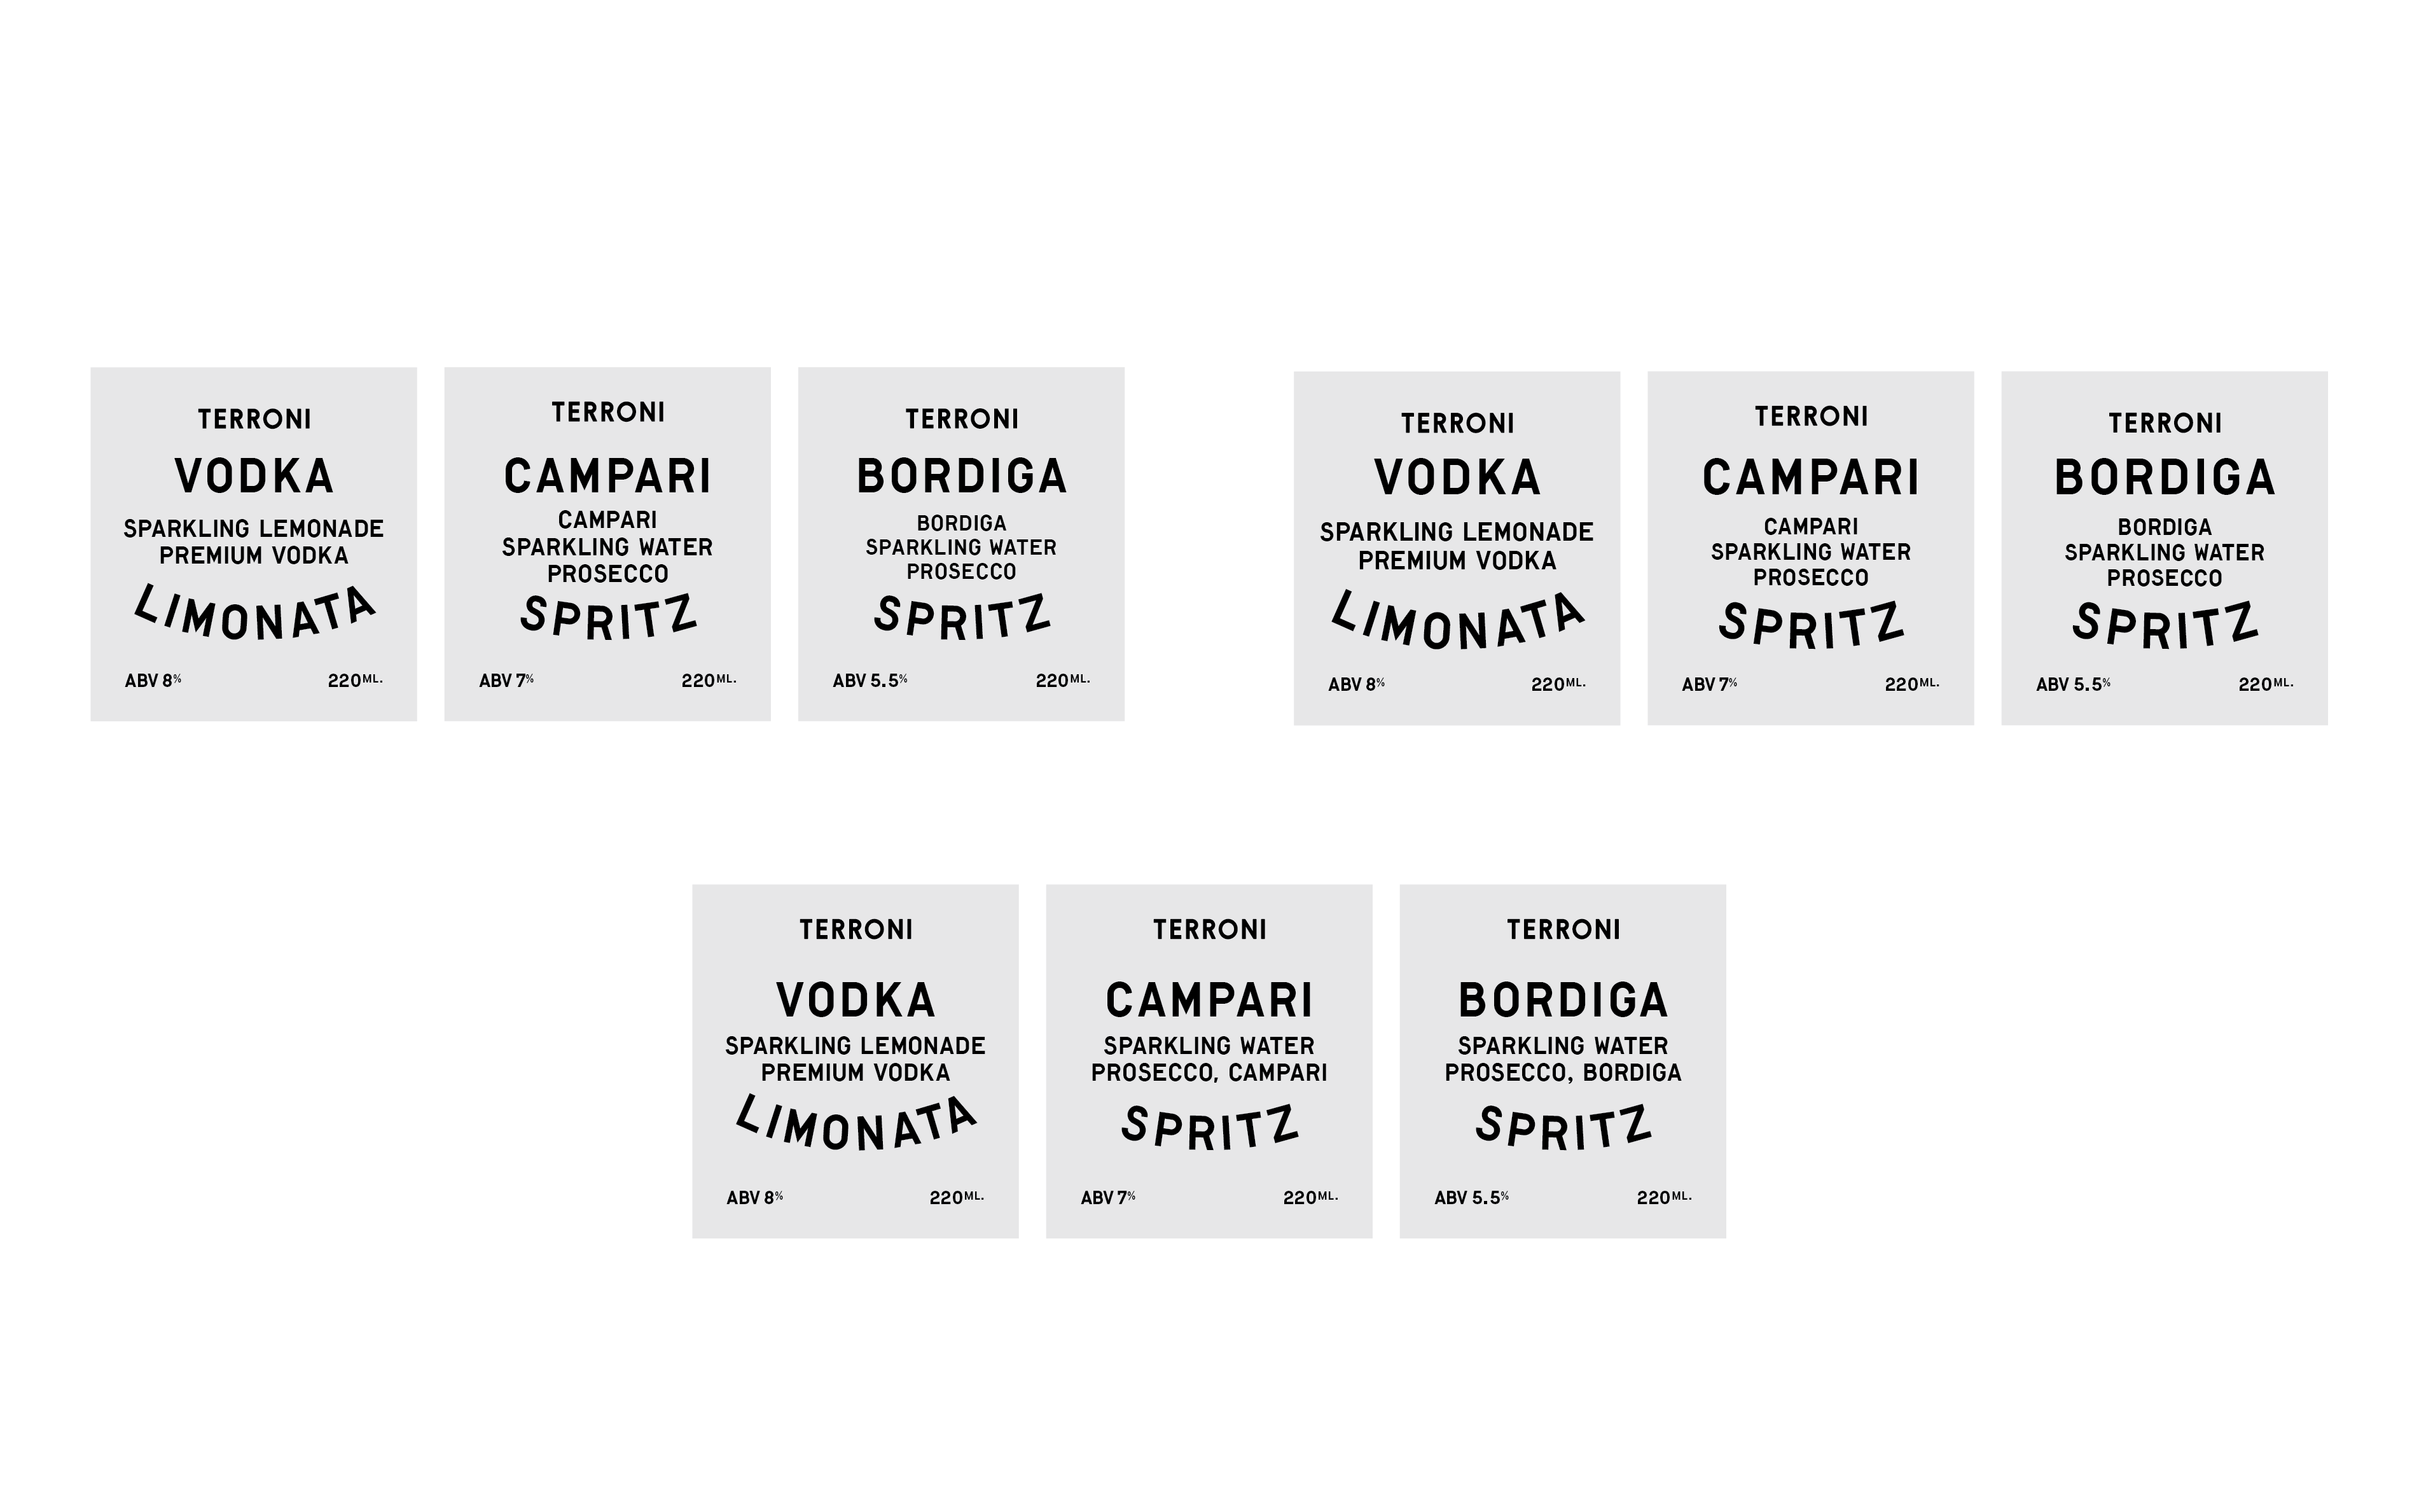 TERRONI
VODKA
SPARKLING LEMONADE
PREMIUM VODKA
LIMONATA
ABV 8%
220ML.
TERRONI
CAMPARI
CAMPARI
SPARKLING WATER
PROSECCO
SPRITZ
ABV 7%
220ML.
TERRONI
BORDIGA
BORDIGA
SPARKLING WATER
PROSECCO
SPRITZ
ABV 5.5%
220ML.
TERRONI
VODKA
SPARKLING LEMONADE
PREMIUM VODKA
LIMONATA
ABV 8%
220ML.
TERRONI
CAMPARI
CAMPARI
SPARKLING WATER
PROSECCO
SPRITZ
ABV 7%
220ML.
TERRONI
BORDIGA
BORDIGA
SPARKLING WATER
PROSECCO
SPRITZ
ABV 5.5%
220ML.
TERRONI
VODKA
SPARKLING LEMONADE
PREMIUM VODKA
LIMONATA
ABV 8%
220ML.
TERRONI
CAMPARI
SPARKLING WATER
PROSECCO, CAMPARI
SPRITZ
ABV 7%
220ML.
TERRONI
BORDIGA
SPARKLING WATER
PROSECCO, BORDIGA
SPRITZ
ABV 5.5%
220ML.